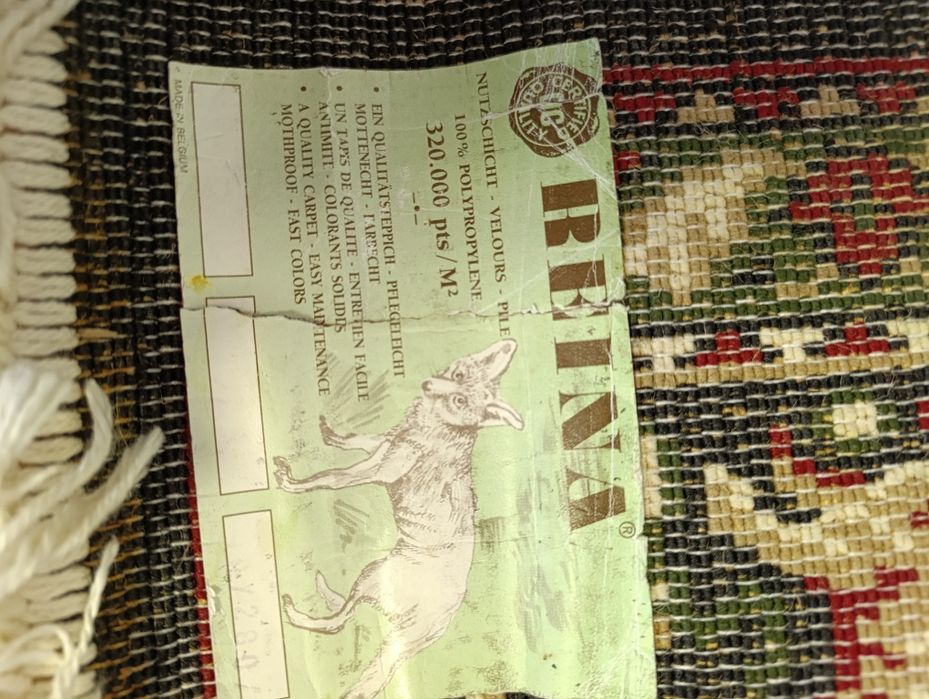 REINA®
NUTZSCHICHT - VELOURS - PILE
100% POLYPROPYLENE
320.000 pts/M²
• EIN QUALITÄTSTEPPICH - PFLEGELEICHT
MOTTENECHT - FARBECHT
• UN TAPIS DE QUALITE - ENTRETIEN FACILE
ANTIMITE - COLORANTS SOLIDES
• A QUALITY CARPET - EASY MAINTENANCE
MOTHPROOF - FAST COLORS
MADE IN BELGIUM